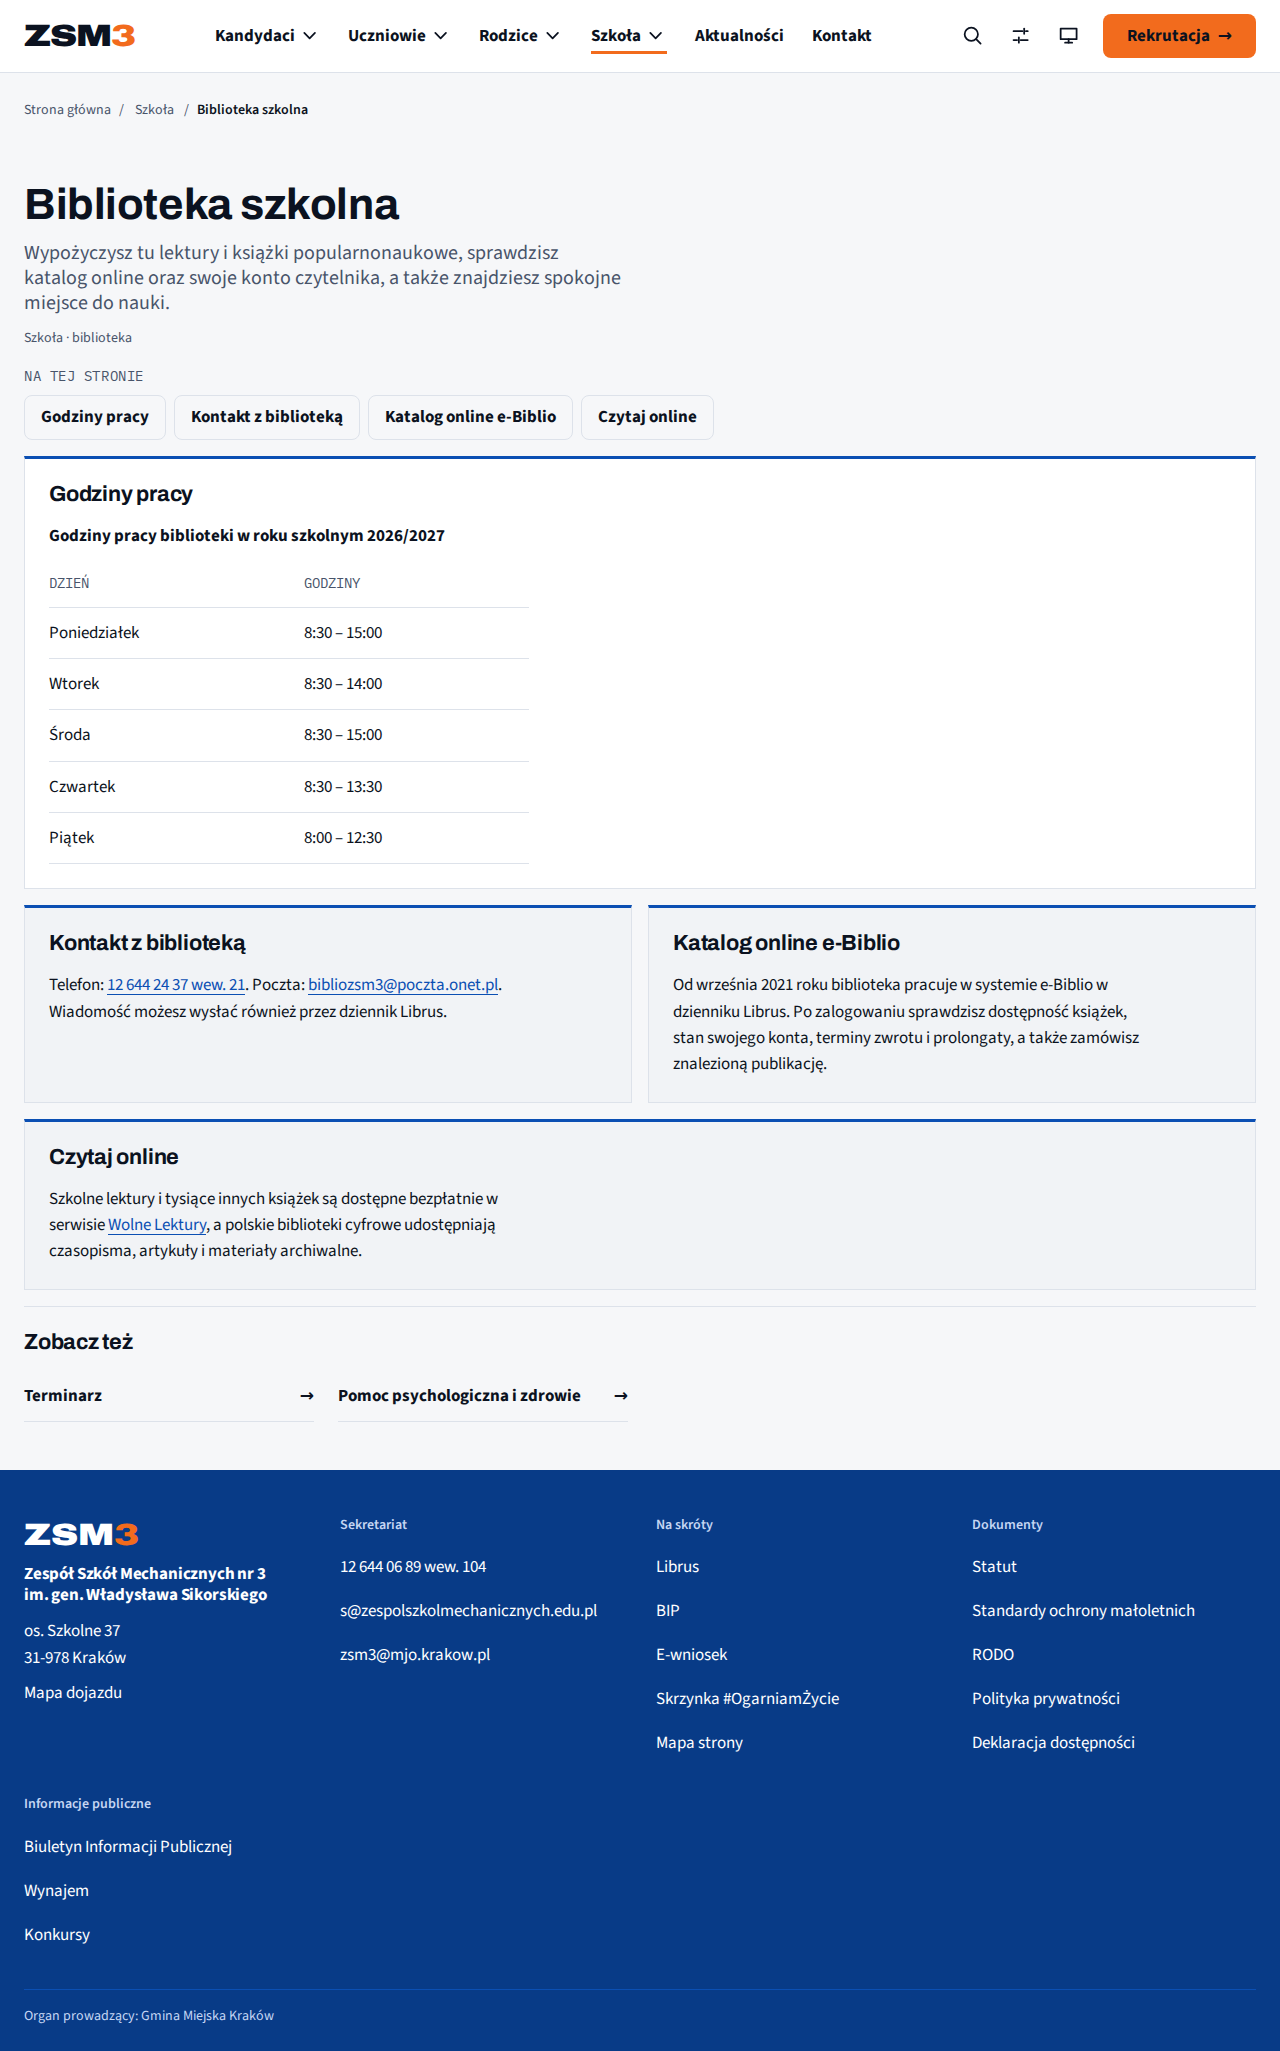 ZSM3 Kandydaci Uczniowie Rodzice Szkoła Aktualności Kontakt Rekrutacja →
Strona główna / Szkoła / Biblioteka szkolna
Biblioteka szkolna
Wypożyczysz tu lektury i książki popularnonaukowe, sprawdzisz
katalog online oraz swoje konto czytelnika, a także znajdziesz spokojne
miejsce do nauki.
Szkoła · biblioteka
NA TEJ STRONIE
Godziny pracy Kontakt z biblioteką Katalog online e-Biblio Czytaj online
Godziny pracy
Godziny pracy biblioteki w roku szkolnym 2026/2027
DZIEŃ GODZINY
Poniedziałek 8:30 – 15:00
Wtorek 8:30 – 14:00
Środa 8:30 – 15:00
Czwartek 8:30 – 13:30
Piątek 8:00 – 12:30
Kontakt z biblioteką
Telefon: 12 644 24 37 wew. 21. Poczta: bibliozsm3@poczta.onet.pl.
Wiadomość możesz wysłać również przez dziennik Librus.
Katalog online e-Biblio
Od września 2021 roku biblioteka pracuje w systemie e-Biblio w
dzienniku Librus. Po zalogowaniu sprawdzisz dostępność książek,
stan swojego konta, terminy zwrotu i prolongaty, a także zamówisz
znalezioną publikację.
Czytaj online
Szkolne lektury i tysiące innych książek są dostępne bezpłatnie w
serwisie Wolne Lektury, a polskie biblioteki cyfrowe udostępniają
czasopisma, artykuły i materiały archiwalne.
Zobacz też
Terminarz →
Pomoc psychologiczna i zdrowie →
ZSM3
Zespół Szkół Mechanicznych nr 3
im. gen. Władysława Sikorskiego
os. Szkolne 37
31-978 Kraków
Mapa dojazdu
Sekretariat
12 644 06 89 wew. 104
s@zespolszkolmechanicznych.edu.pl
zsm3@mjo.krakow.pl
Na skróty
Librus
BIP
E-wniosek
Skrzynka #OgarniamŻycie
Mapa strony
Dokumenty
Statut
Standardy ochrony małoletnich
RODO
Polityka prywatności
Deklaracja dostępności
Informacje publiczne
Biuletyn Informacji Publicznej
Wynajem
Konkursy
Organ prowadzący: Gmina Miejska Kraków